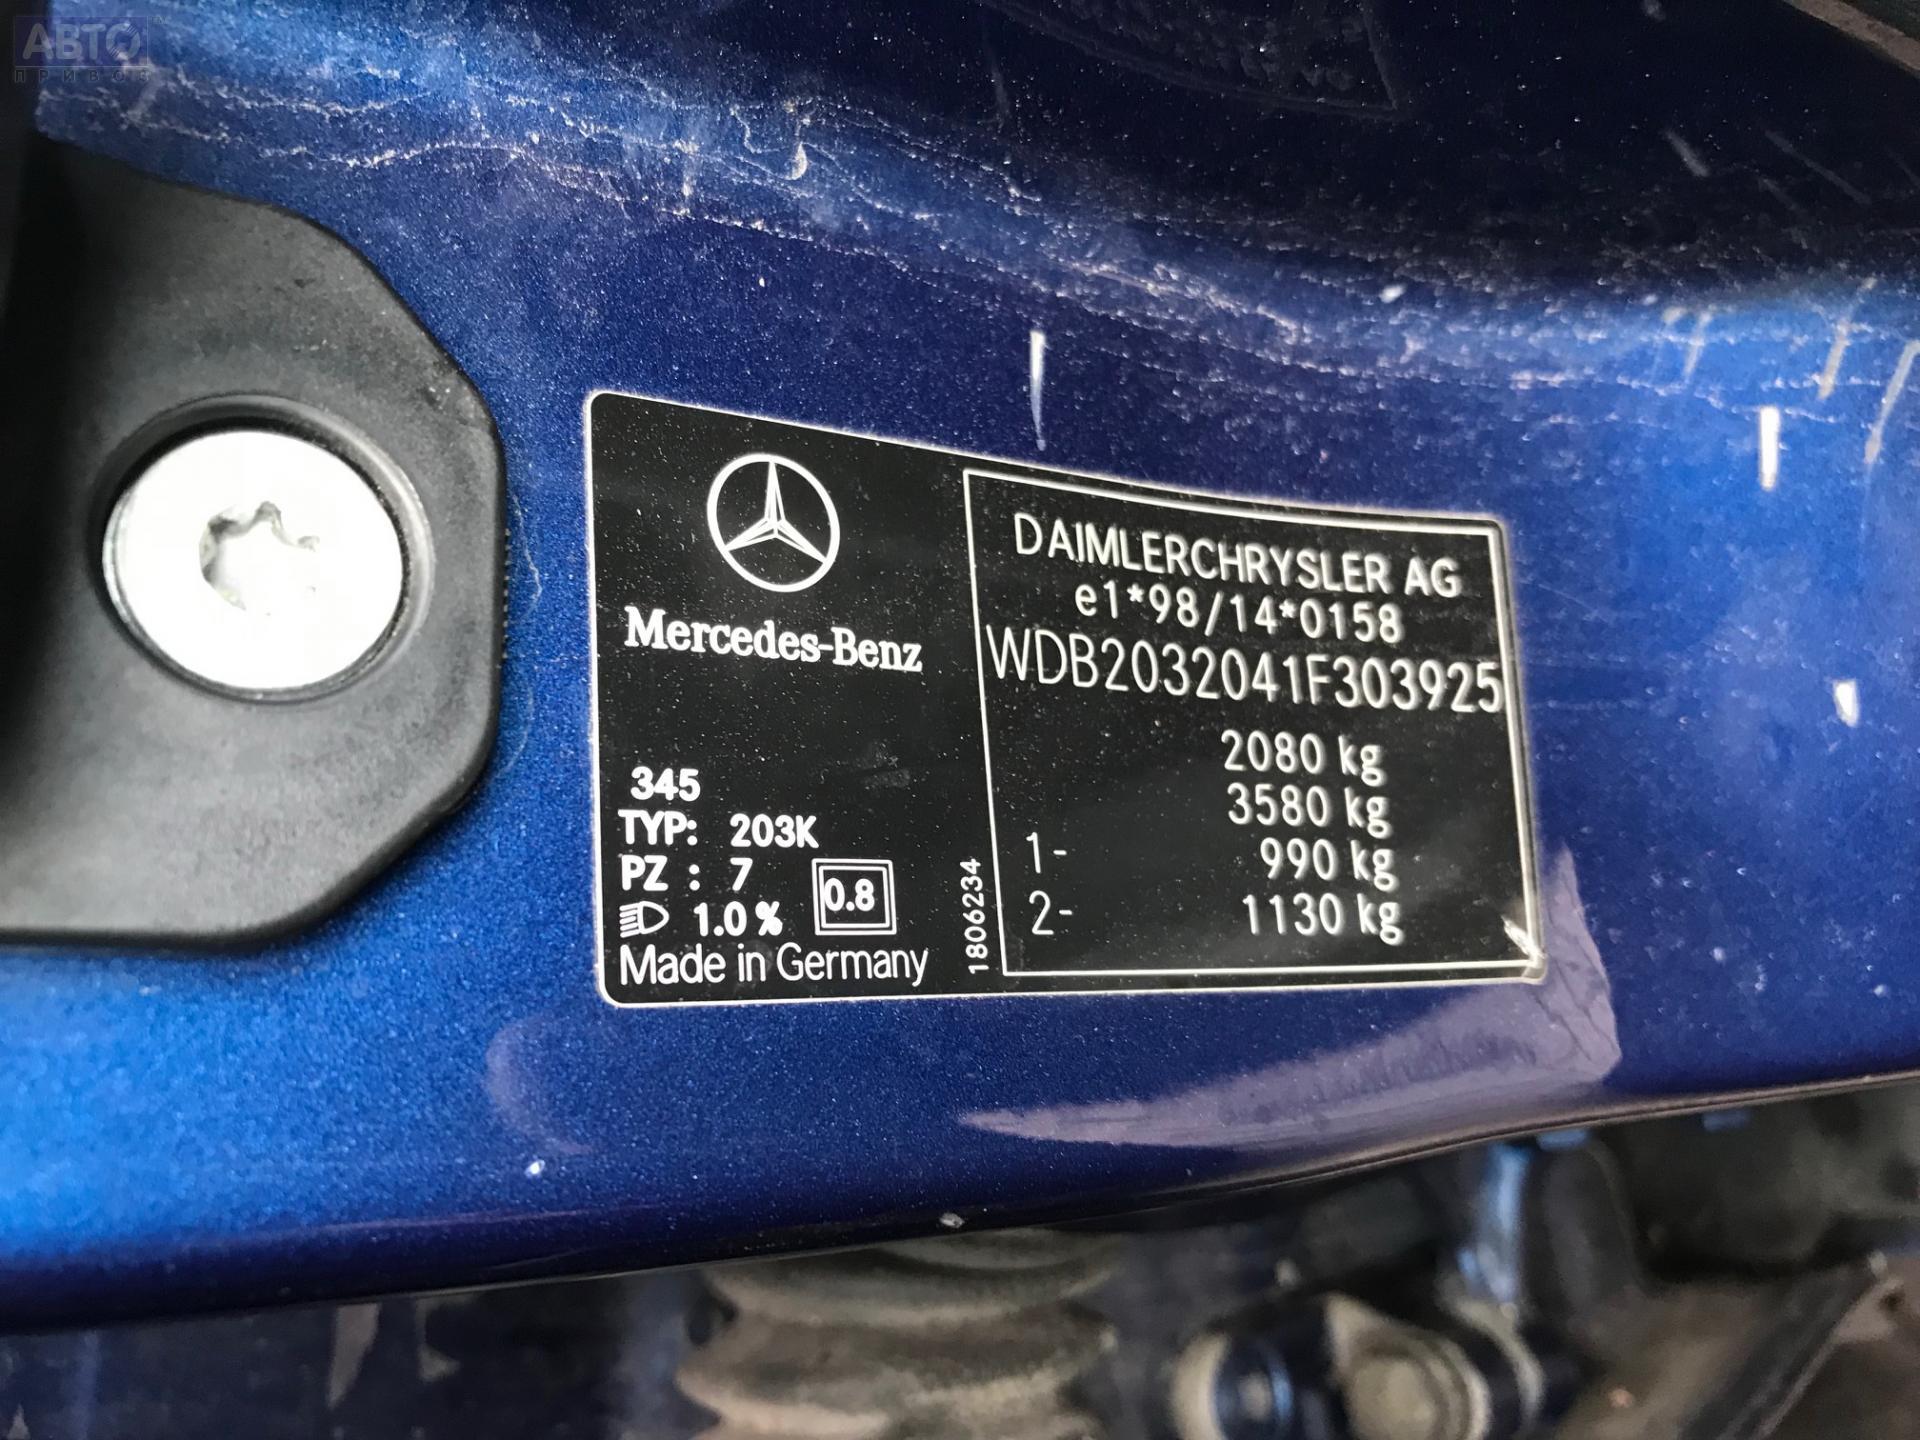 АВТО
ПРИВОЗ
Mercedes-Benz
345
TYP: 203K
PZ : 7
1.0 %
0.8
Made in Germany
1806234
DAIMLERCHRYSLER AG
e1*98/14*0158
WDB2032041F303925
2080 kg
3580 kg
1- 990 kg
2- 1130 kg